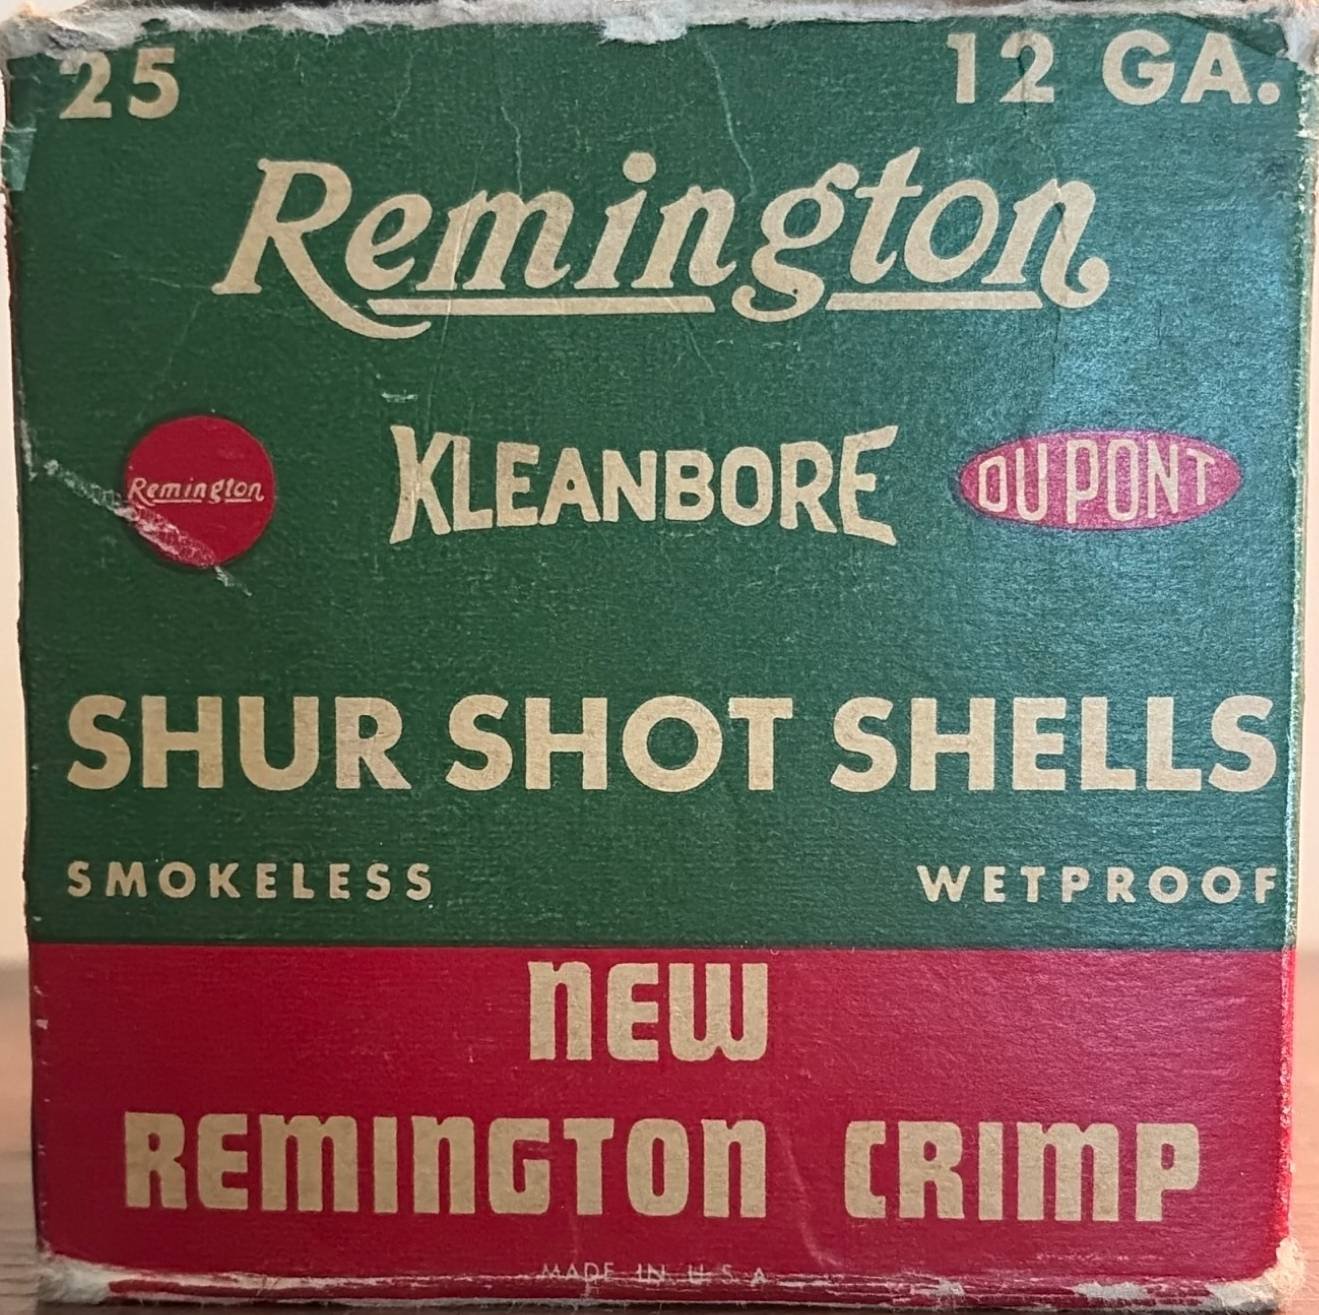 25 12 GA.
Remington
Remington KLEANBORE DU PONT
SHUR SHOT SHELLS
SMOKELESS WETPROOF
NEW
REMINGTON CRIMP
MADE IN U.S.A.